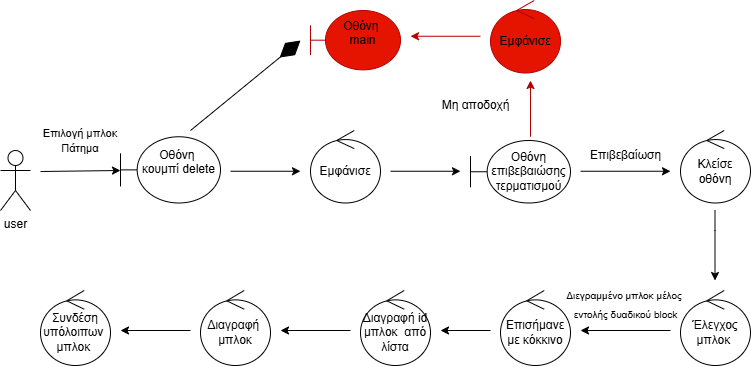 Οθόνη
main
Εμφάνισε
Μη αποδοχή
Επιλογή μπλοκ
Πάτημα
user
Οθόνη
κουμπί delete
Εμφάνισε
Οθόνη
επιβεβαιώσης
τερματισμού
Επιβεβαίωση
Κλείσε
οθόνη
Διεγραμμένο μπλοκ μέλος
εντολής δυαδικού block
Έλεγχος
μπλοκ
Επισήμανε
με κόκκινο
Διαγραφή id
μπλοκ από
λίστα
Διαγραφή
μπλοκ
Συνδέση
υπόλοιπων
μπλοκ